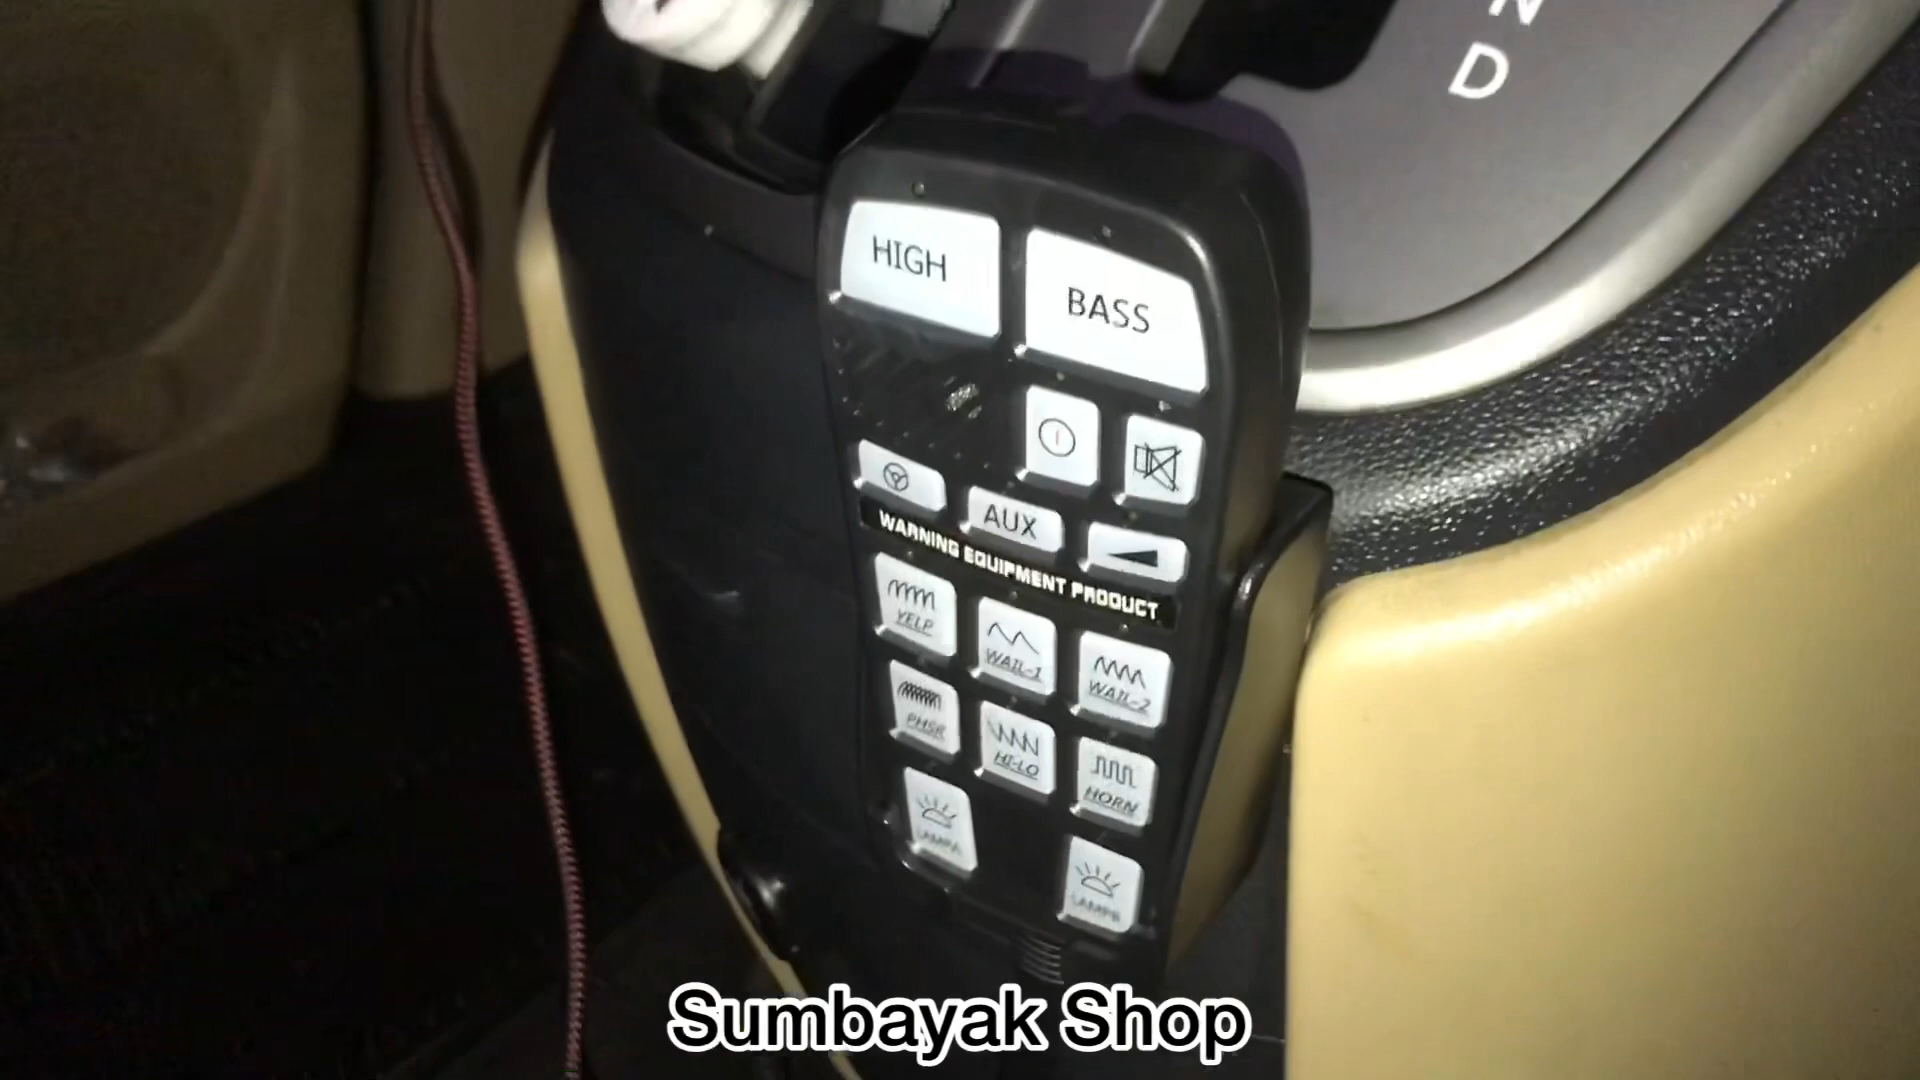 N
D
HIGH
BASS
AUX
WARNING EQUIPMENT PRODUCT
YELP
WAIL-1
WAIL-2
PHSR
HI-LO
HORN
LAMPA
LAMPB
Sumbayak Shop